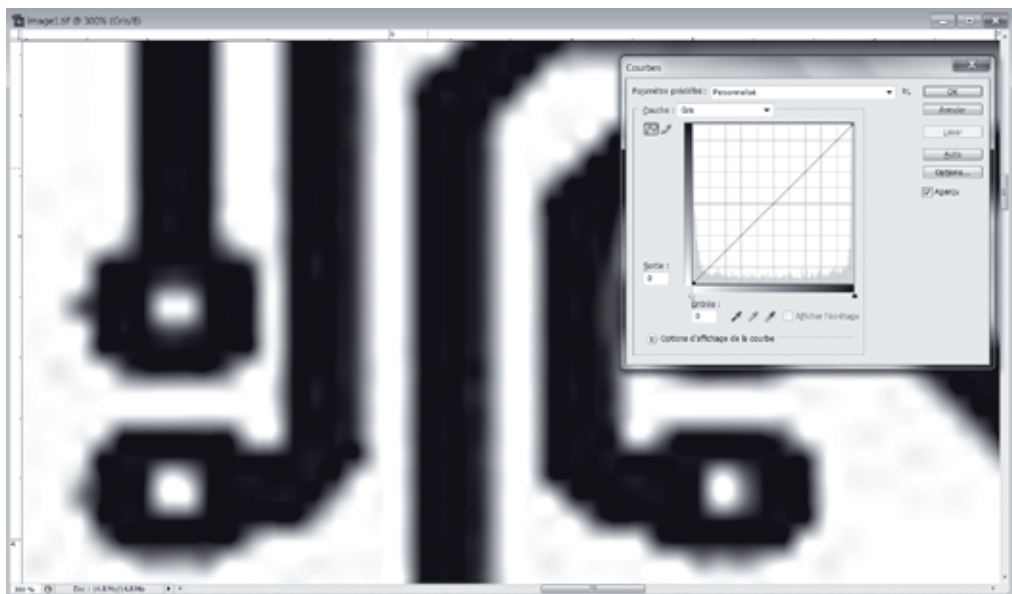 image1.tif @ 300% (Gris/8)
Courbes
Paramètre prédéfini : Personnalisé
OK
Couche : Gris
Annuler
Lisser
Auto
Options...
Aperçu
Sortie :
0
Entrée :
0
Afficher l'écrêtage
Options d'affichage de la courbe
300 %